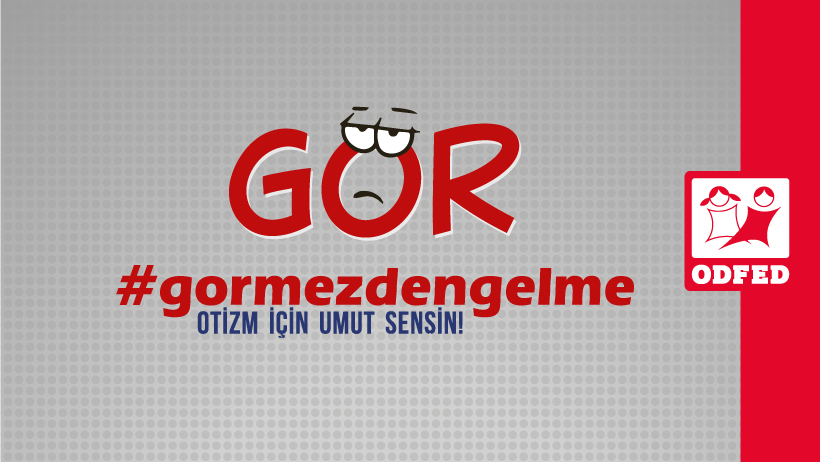 GÖR
#gormezdengelme
OTİZM İÇİN UMUT SENSİN!
ODFED